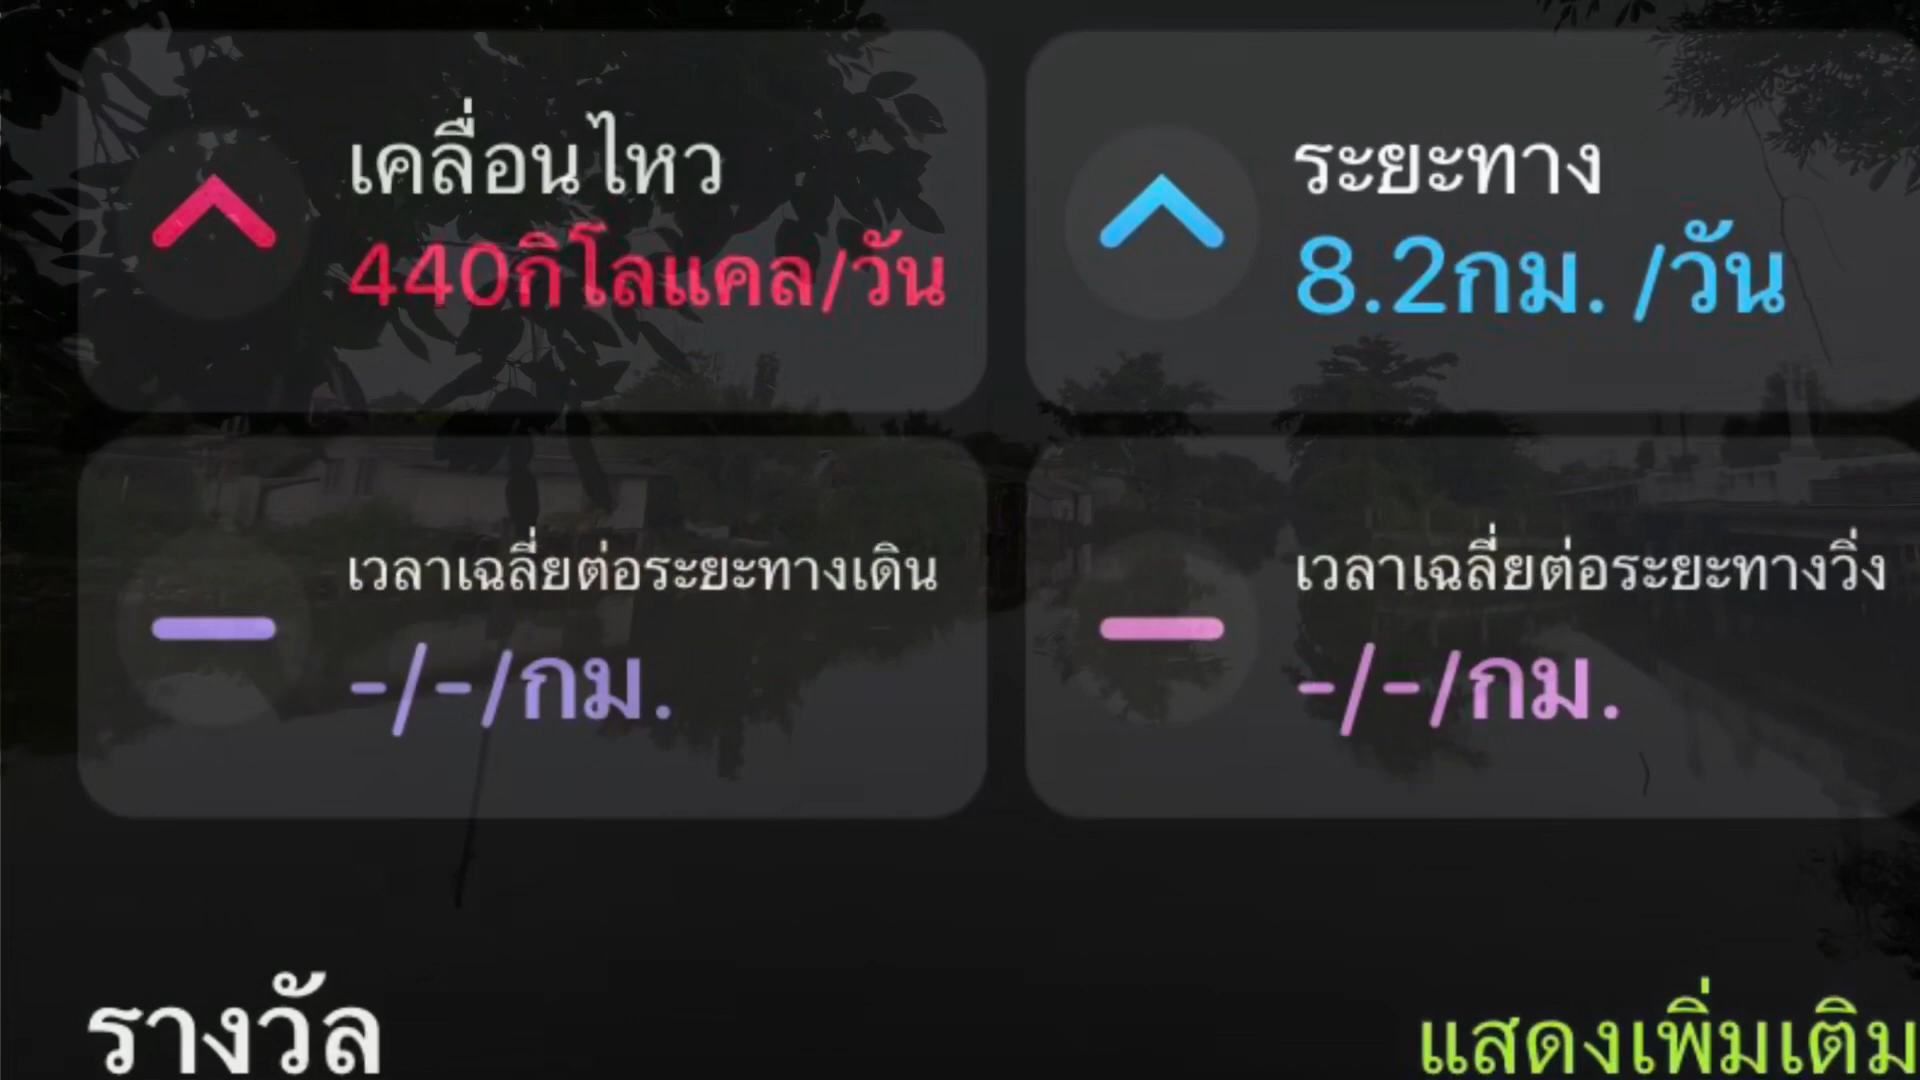 เคลื่อนไหว
440กิโลแคล/วัน
ระยะทาง
8.2กม. /วัน
เวลาเฉลี่ยต่อระยะทางเดิน
-/-/กม.
เวลาเฉลี่ยต่อระยะทางวิ่ง
-/-/กม.
รางวัล
แสดงเพิ่มเติม